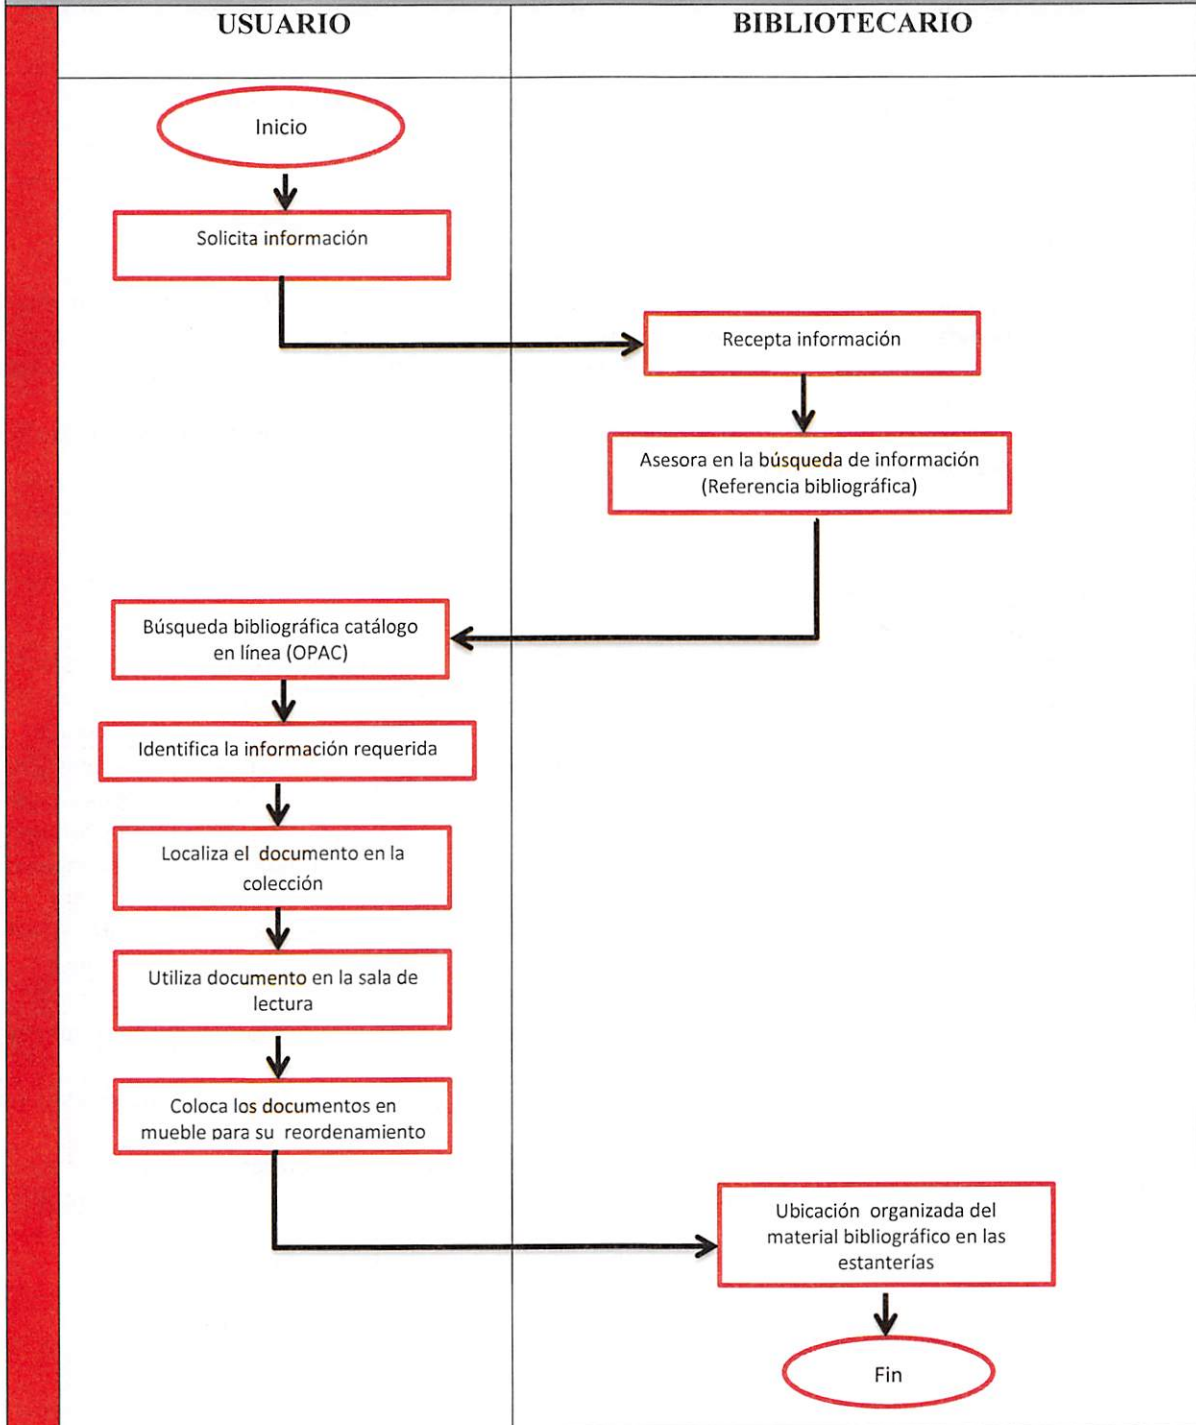 USUARIO
BIBLIOTECARIO
Inicio
Solicita información
Recepta información
Asesora en la búsqueda de información
(Referencia bibliográfica)
Búsqueda bibliográfica catálogo
en línea (OPAC)
Identifica la información requerida
Localiza el documento en la
colección
Utiliza documento en la sala de
lectura
Coloca los documentos en
mueble para su reordenamiento
Ubicación organizada del
material bibliográfico en las
estanterías
Fin